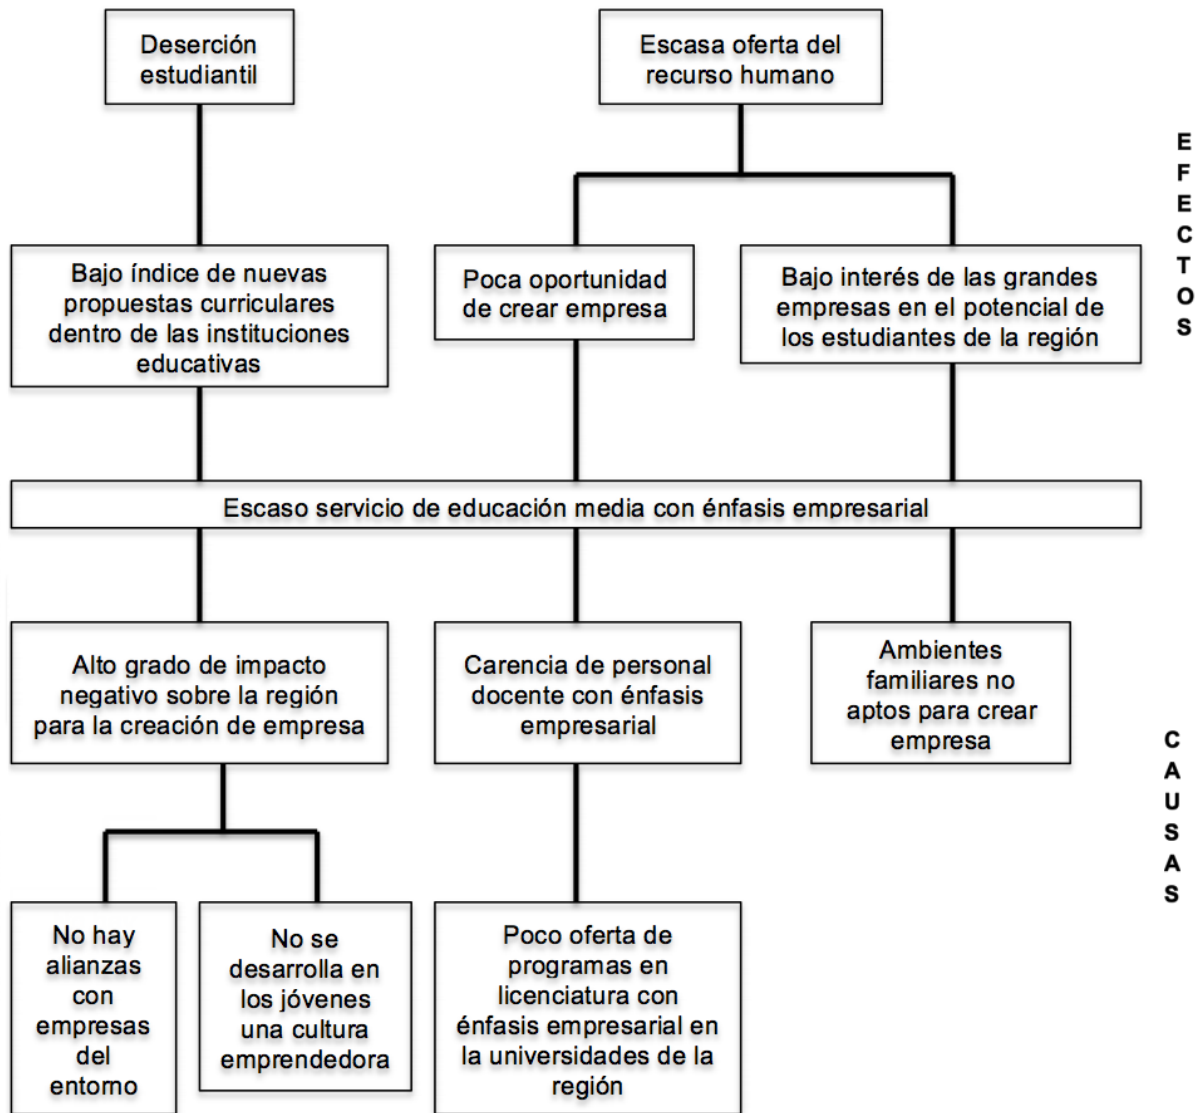 Deserción
estudiantil
Escasa oferta del
recurso humano
EFECTOS
Bajo índice de nuevas
propuestas curriculares
dentro de las instituciones
educativas
Poca oportunidad
de crear empresa
Bajo interés de las grandes
empresas en el potencial de
los estudiantes de la región
Escaso servicio de educación media con énfasis empresarial
Alto grado de impacto
negativo sobre la región
para la creación de empresa
Carencia de personal
docente con énfasis
empresarial
Ambientes
familiares no
aptos para crear
empresa
CAUSAS
No hay
alianzas
con
empresas
del
entorno
No se
desarrolla en
los jóvenes
una cultura
emprendedora
Poco oferta de
programas en
licenciatura con
énfasis empresarial en
la universidades de la
región